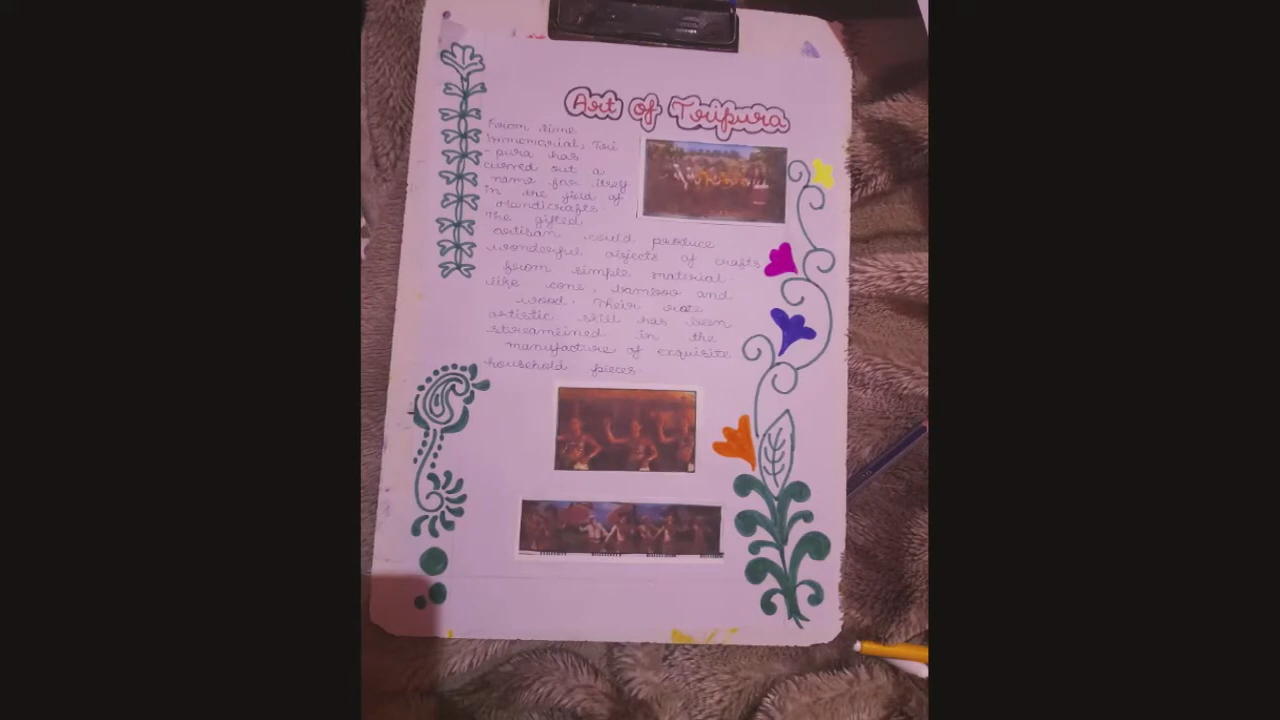 Art of Tripura
From time
immemorial, Tri
-pura has
curved out a
name for itself
in the field of
Handicrafts.
The gifted
artisan could produce
wonderful objects of crafts
from simple material
like cane, bamboo and
wood. Their
artistic skill has been
streamlined in the
manufacture of exquisite
household pieces.